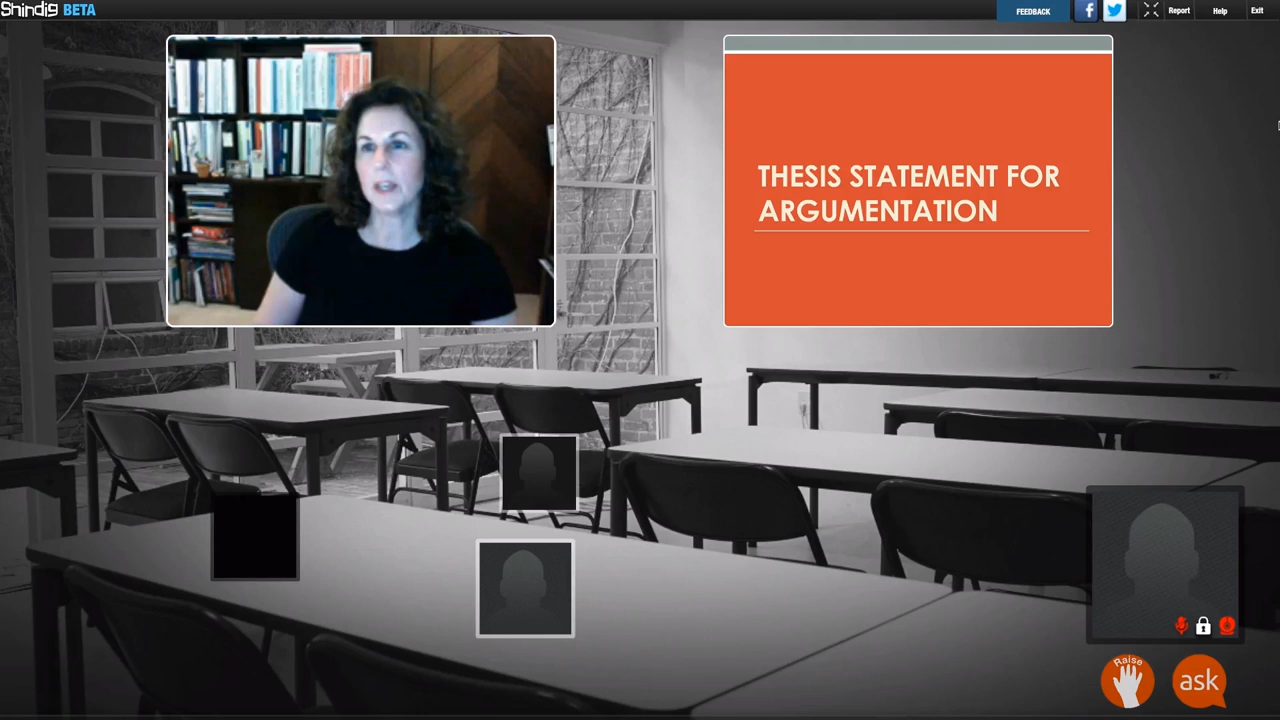 Shindig BETA
FEEDBACK
Report
Help
Exit
THESIS STATEMENT FOR
ARGUMENTATION
Raise
ask